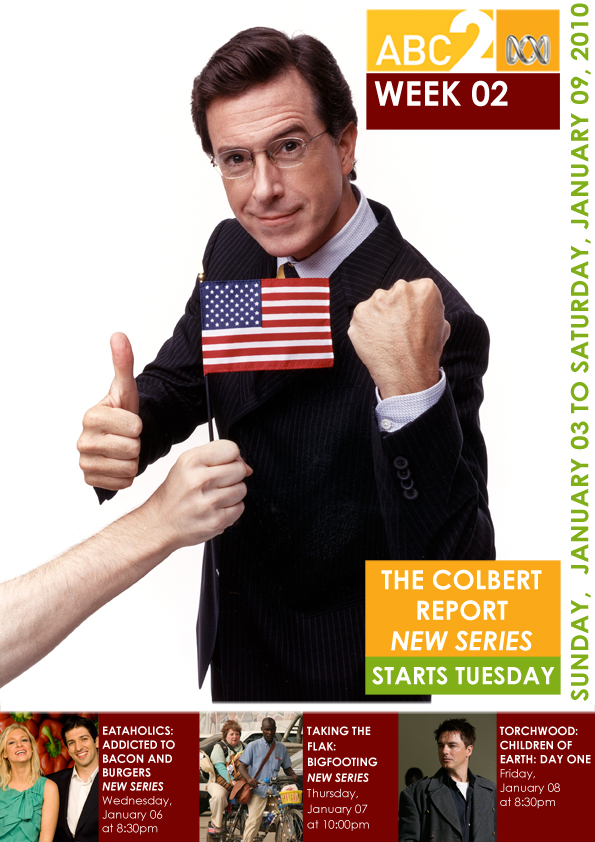 ABC2
WEEK 02
SUNDAY, JANUARY 03 TO SATURDAY, JANUARY 09, 2010
THE COLBERT
REPORT
NEW SERIES
STARTS TUESDAY
EATAHOLICS:
ADDICTED TO
BACON AND
BURGERS
NEW SERIES
Wednesday,
January 06
at 8:30pm
TAKING THE
FLAK:
BIGFOOTING
NEW SERIES
Thursday,
January 07
at 10:00pm
TORCHWOOD:
CHILDREN OF
EARTH: DAY ONE
Friday,
January 08
at 8:30pm